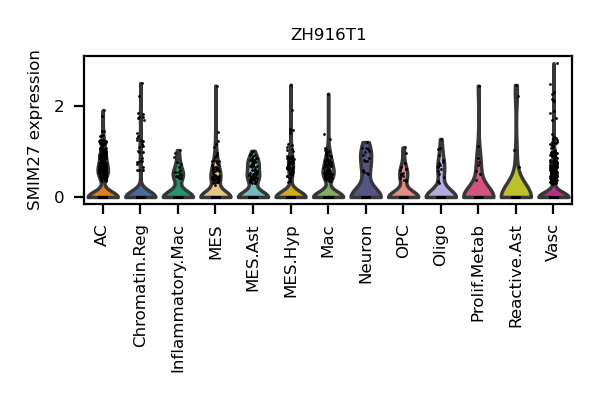 ZH916T1
SMIM27 expression
2
0
AC
Chromatin.Reg
Inflammatory.Mac
MES
MES.Ast
MES.Hyp
Mac
Neuron
OPC
Oligo
Prolif.Metab
Reactive.Ast
Vasc